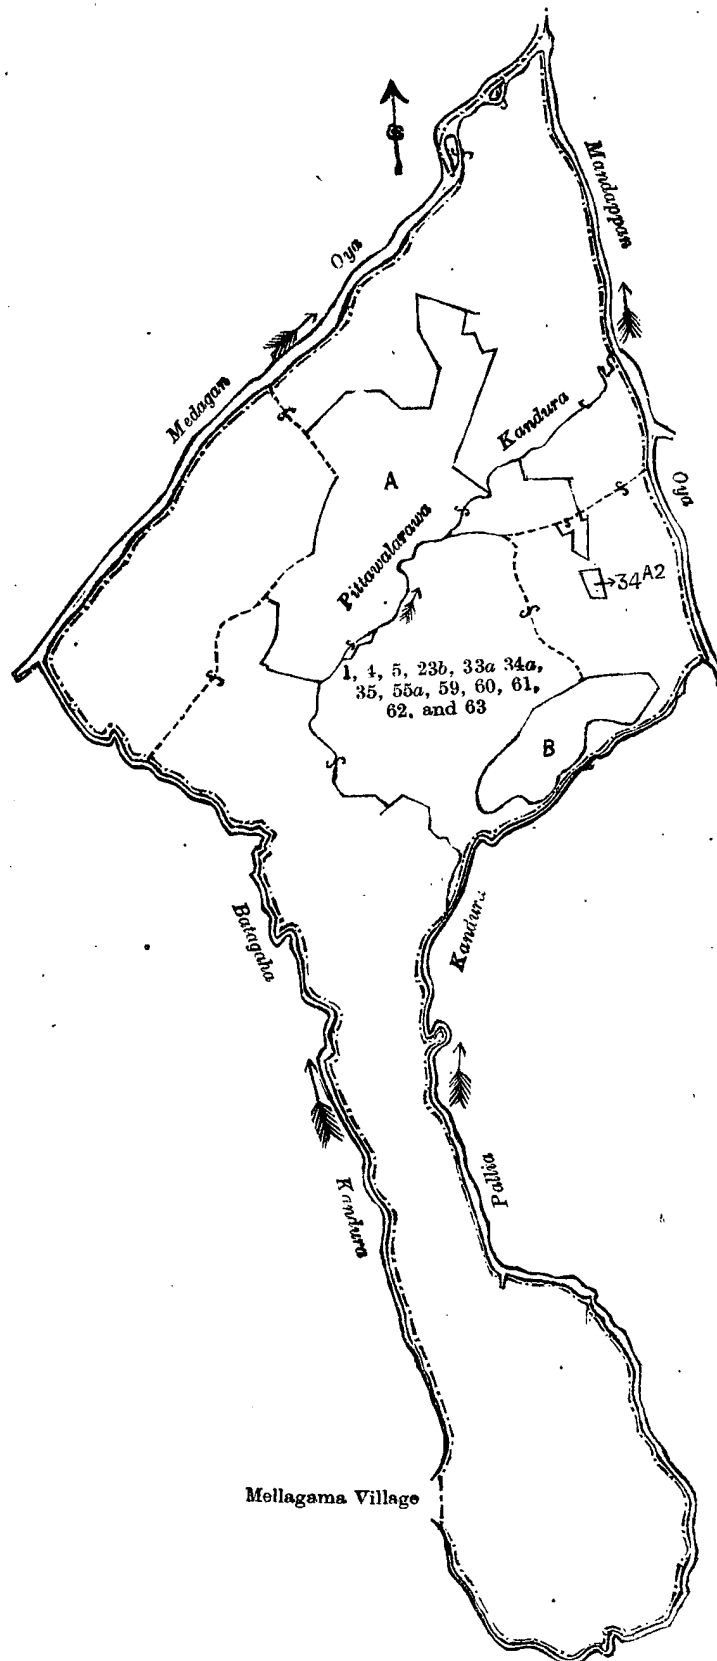 Mandappan
Oya
Medagan
Kandura
A
Oya
Pittawalarawa
34A2
1, 4, 5, 23b, 33a 34a,
35, 55a, 59, 60, 61,
62, and 63
B
Batagaha
Kandura
Kandura
Pallia
Mellagama Village